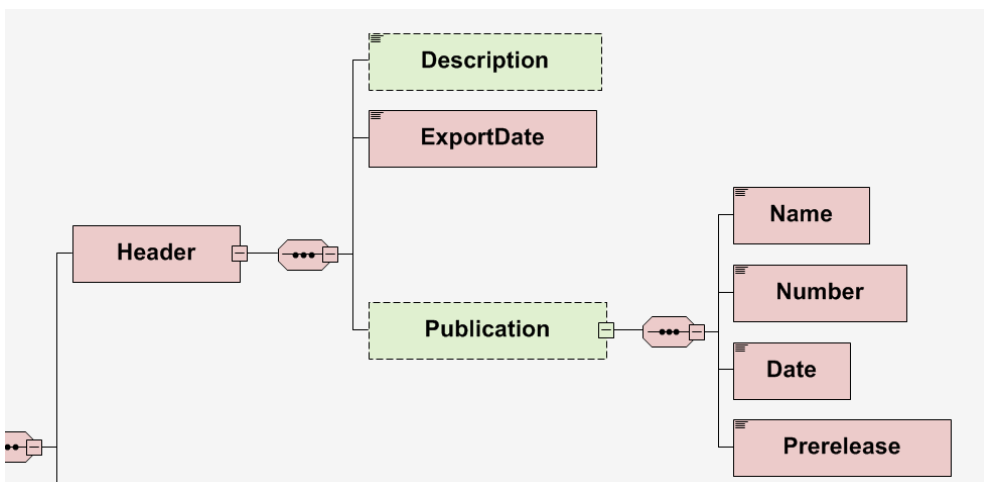 Description
ExportDate
Name
Header
Number
Publication
Date
Prerelease